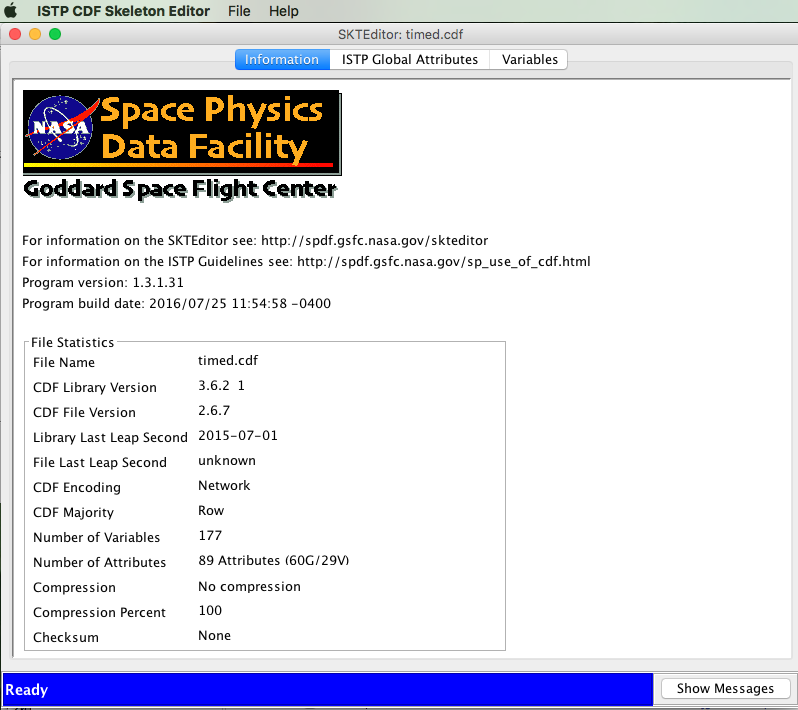 ISTP CDF Skeleton Editor File Help
SKTEditor: timed.cdf
Information ISTP Global Attributes Variables
NASA
Space Physics
Data Facility
Goddard Space Flight Center
For information on the SKTEditor see: http://spdf.gsfc.nasa.gov/skteditor
For information on the ISTP Guidelines see: http://spdf.gsfc.nasa.gov/sp_use_of_cdf.html
Program version: 1.3.1.31
Program build date: 2016/07/25 11:54:58 -0400
File Statistics
File Name timed.cdf
CDF Library Version 3.6.2 1
CDF File Version 2.6.7
Library Last Leap Second 2015-07-01
File Last Leap Second unknown
CDF Encoding Network
CDF Majority Row
Number of Variables 177
Number of Attributes 89 Attributes (60G/29V)
Compression No compression
Compression Percent 100
Checksum None
Ready Show Messages